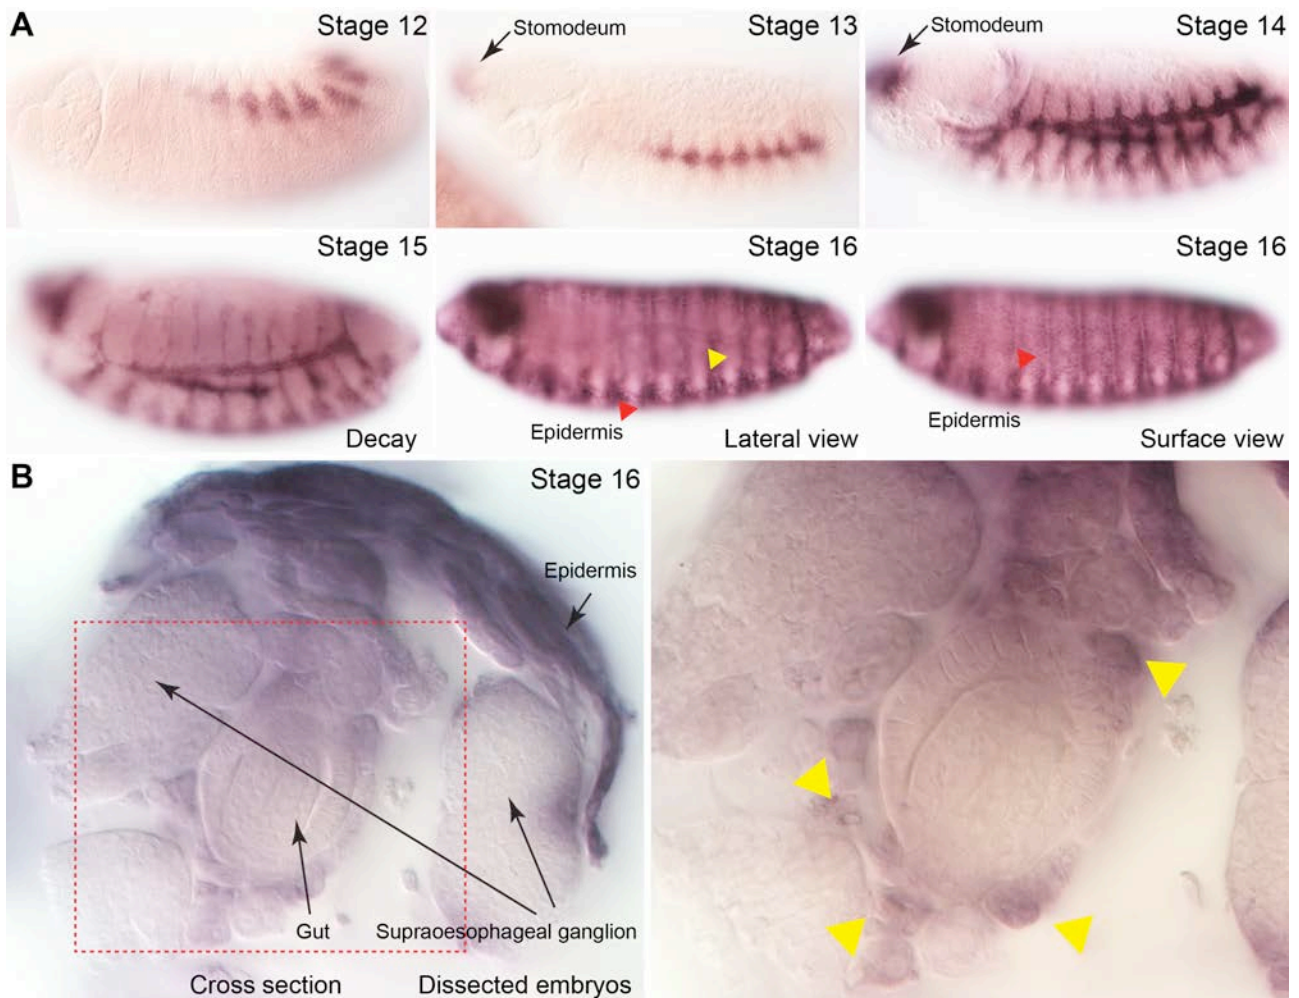 A
Stage 12
Stomodeum
Stage 13
Stomodeum
Stage 14
Stage 15
Decay
Stage 16
Epidermis
Lateral view
Stage 16
Epidermis
Surface view
B
Stage 16
Epidermis
Gut
Supraoesophageal ganglion
Cross section
Dissected embryos